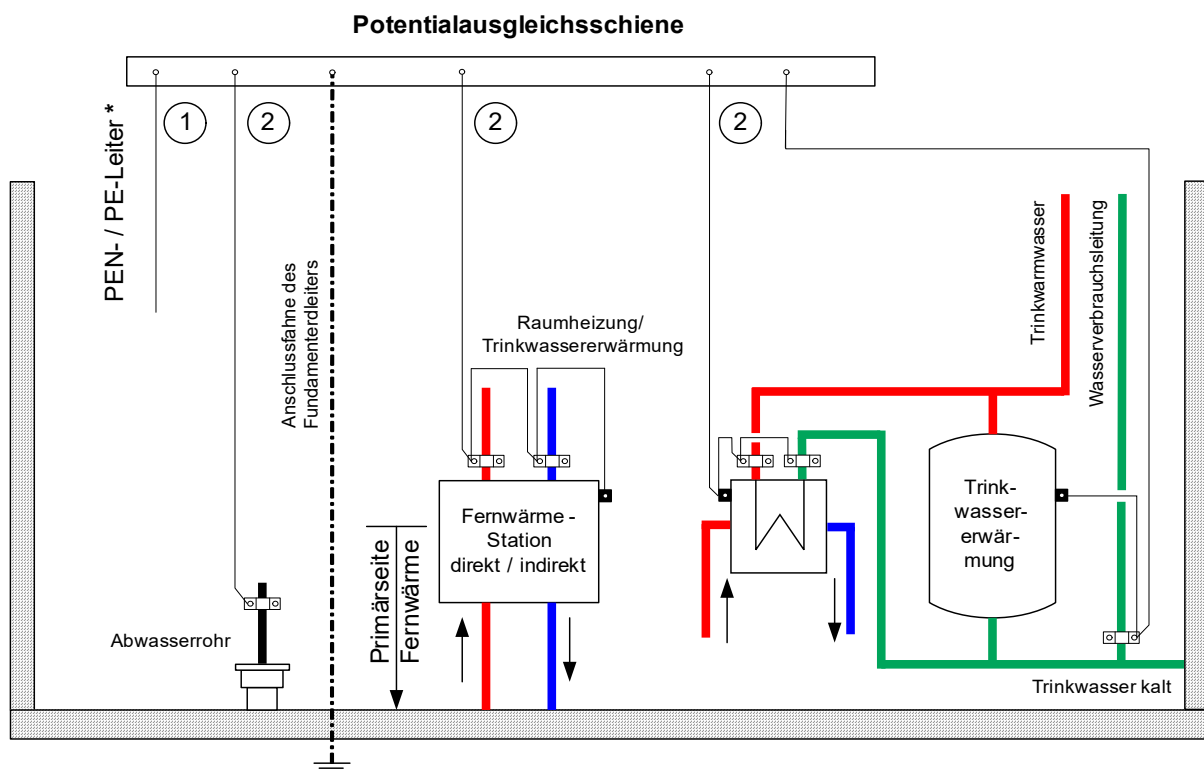 Potentialausgleichsschiene
1
2
2
2
PEN- / PE-Leiter *
Anschlussfahne des
Fundamenterdleiters
Raumheizung/
Trinkwassererwärmung
Trinkwarmwasser
Wasserverbrauchsleitung
Fernwärme -
Station
direkt / indirekt
Trink-
wasser-
erwär-
mung
Primärseite
Fernwärme
Abwasserrohr
Trinkwasser kalt